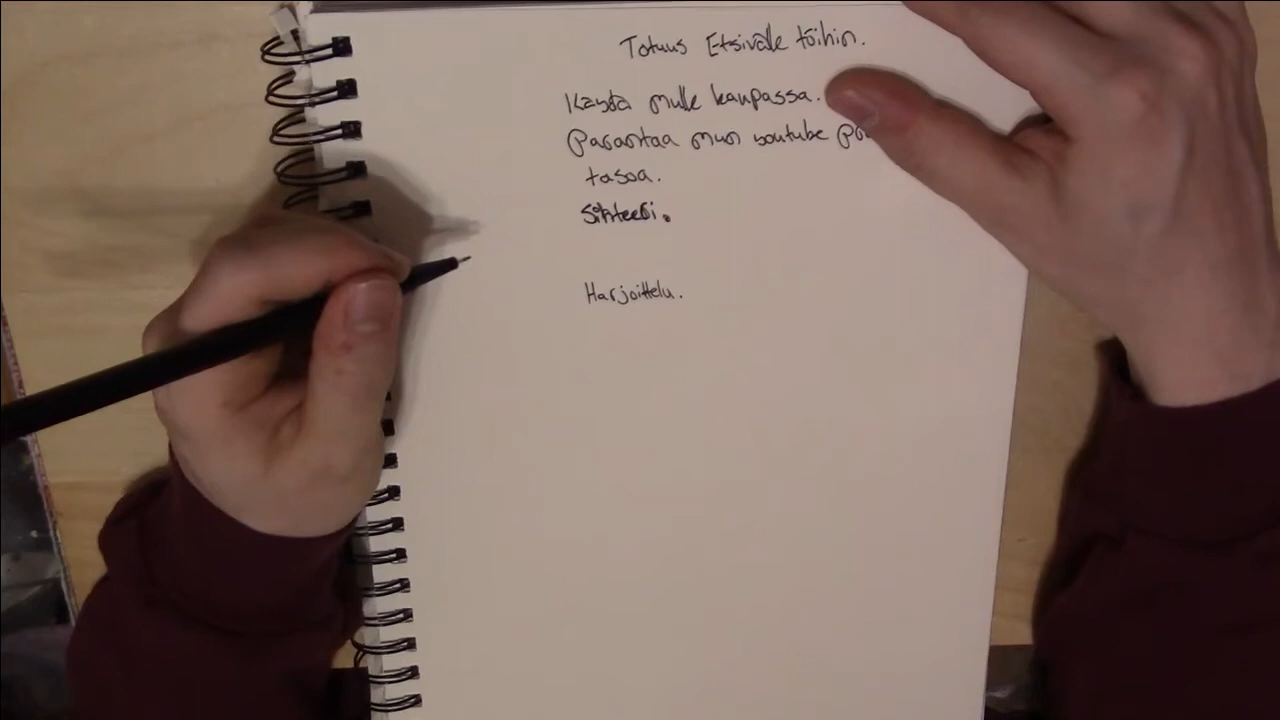 Totuus Etsivälle töihin.
Käydä mulle kaupassa.
Parantaa mun youtube
tasoa.
Sihteeri.
Harjoittelu.